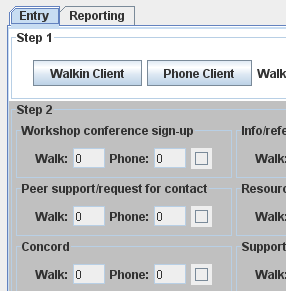 Entry Reporting
Step 1
Walkin Client Phone Client Walk
Step 2
Workshop conference sign-up Info/refe
Walk: 0 Phone: 0 Walk:
Peer support/request for contact Resourc
Walk: 0 Phone: 0 Walk:
Concord Support
Walk: 0 Phone: 0 Walk: